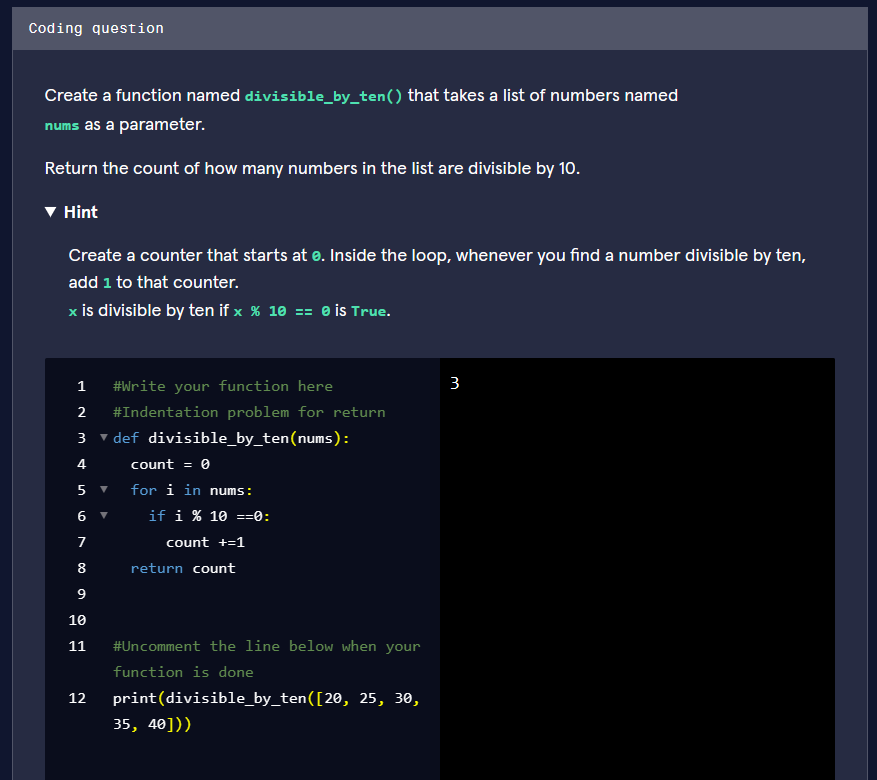 Coding question
Create a function named divisible_by_ten() that takes a list of numbers named
nums as a parameter.
Return the count of how many numbers in the list are divisible by 10.
▼ Hint
Create a counter that starts at 0. Inside the loop, whenever you find a number divisible by ten,
add 1 to that counter.
x is divisible by ten if x % 10 == 0 is True.
1 #Write your function here
2 #Indentation problem for return
3 ▼ def divisible_by_ten(nums):
4   count = 0
5 ▼   for i in nums:
6 ▼     if i % 10 ==0:
7       count +=1
8   return count
9
10
11 #Uncomment the line below when your
function is done
12 print(divisible_by_ten([20, 25, 30,
35, 40]))
3